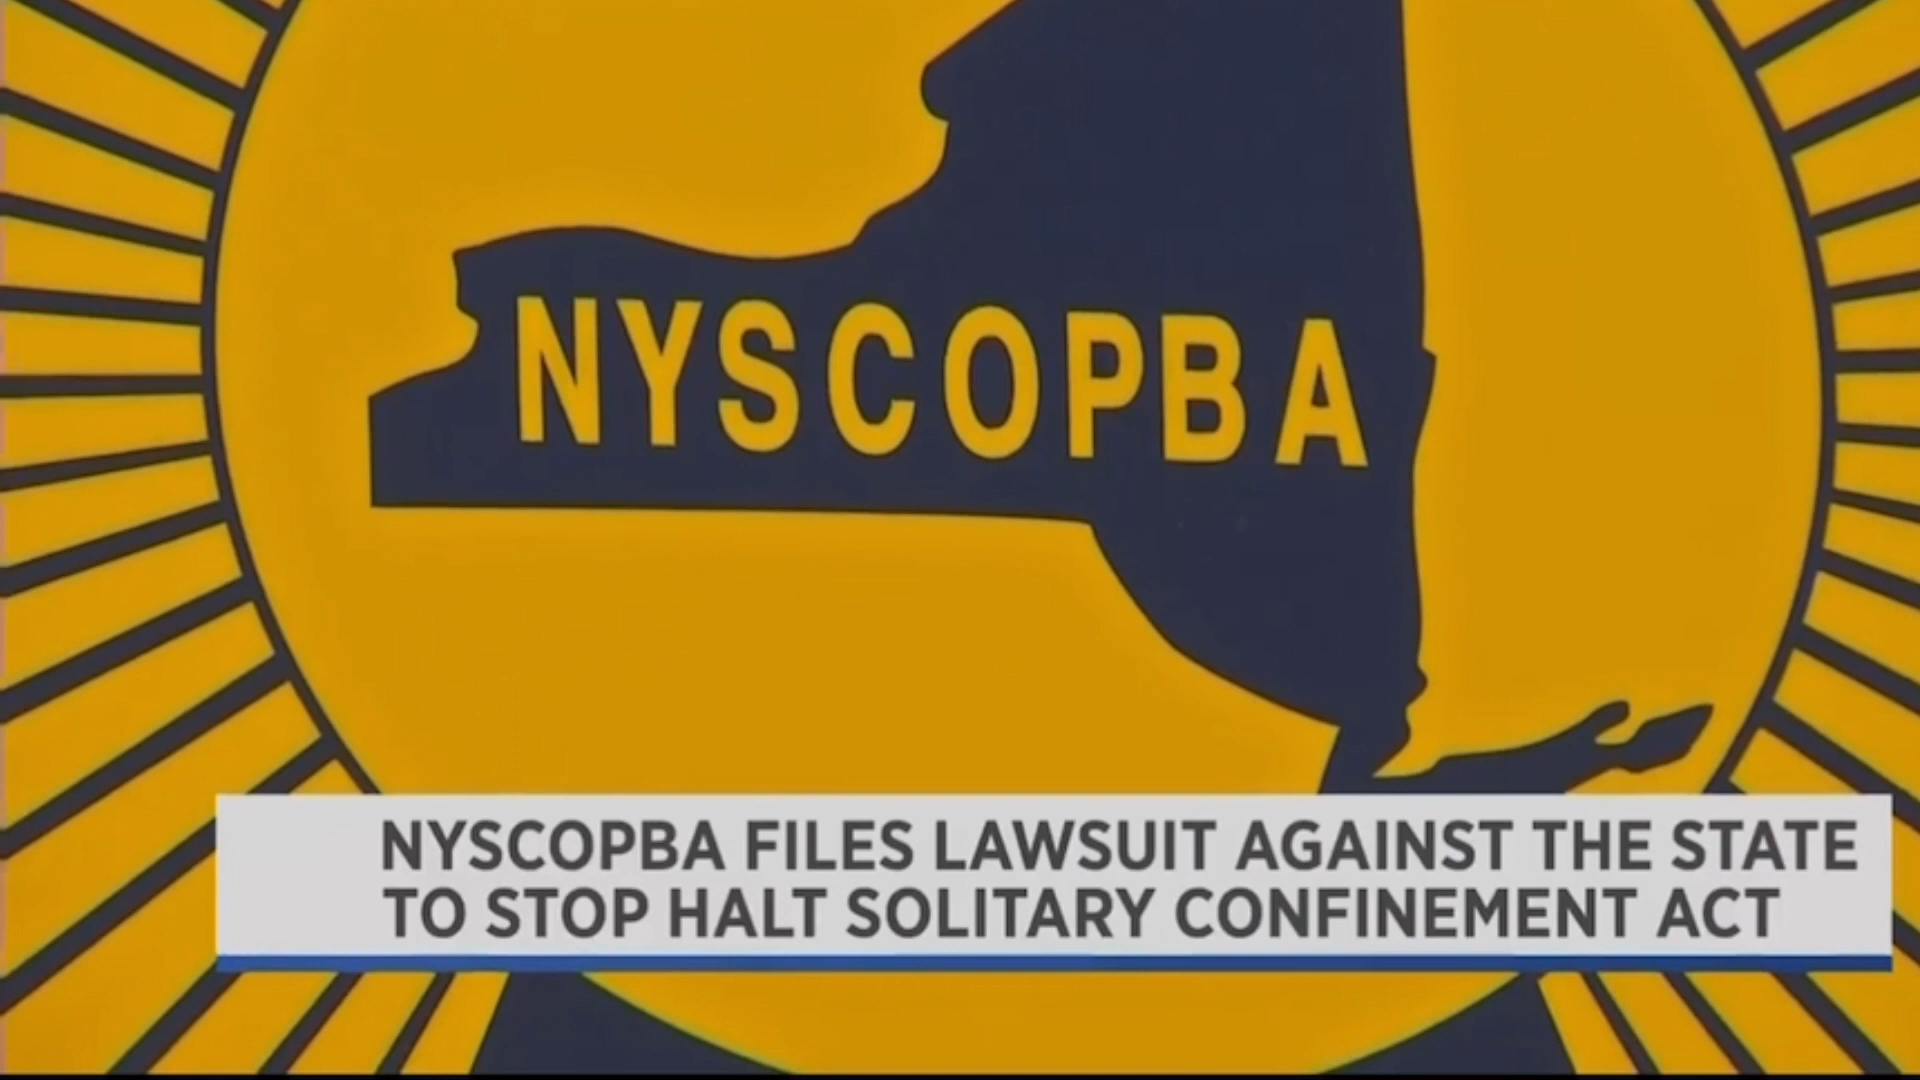 NYSCOPBA
NYSCOPBA FILES LAWSUIT AGAINST THE STATE
TO STOP HALT SOLITARY CONFINEMENT ACT